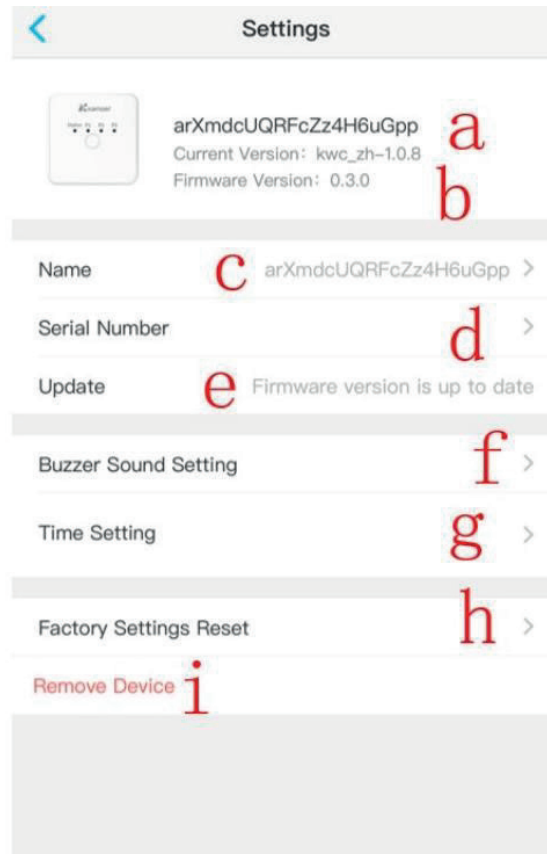 Settings
arXmdcUQRFcZz4H6uGpp a
Current Version: kwc_zh-1.0.8
Firmware Version: 0.3.0 b
Name c arXmdcUQRFcZz4H6uGpp >
Serial Number d >
Update e Firmware version is up to date
Buzzer Sound Setting f >
Time Setting g >
Factory Settings Reset h >
Remove Device i